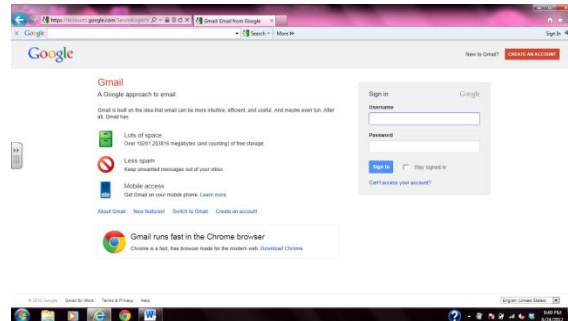 Gmail: Email from Google
Google
Search
More »
Sign In
Google
New to Gmail? CREATE AN ACCOUNT
Gmail
A Google approach to email.
Gmail is built on the idea that email can be more intuitive, efficient, and useful. And maybe even fun. After
all, Gmail has:
Lots of space
Over 10261.203816 megabytes (and counting) of free storage.
Less spam
Keep unwanted messages out of your inbox.
Mobile access
Get Gmail on your mobile phone. Learn more
About Gmail New features! Switch to Gmail Create an account
Gmail runs fast in the Chrome browser
Chrome is a fast, free browser made for the modern web. Download Chrome
Sign in Google
Username
Password
Sign in Stay signed in
Can't access your account?
© 2012 Google Gmail for Work Terms & Privacy Help
English (United States)
5:40 PM